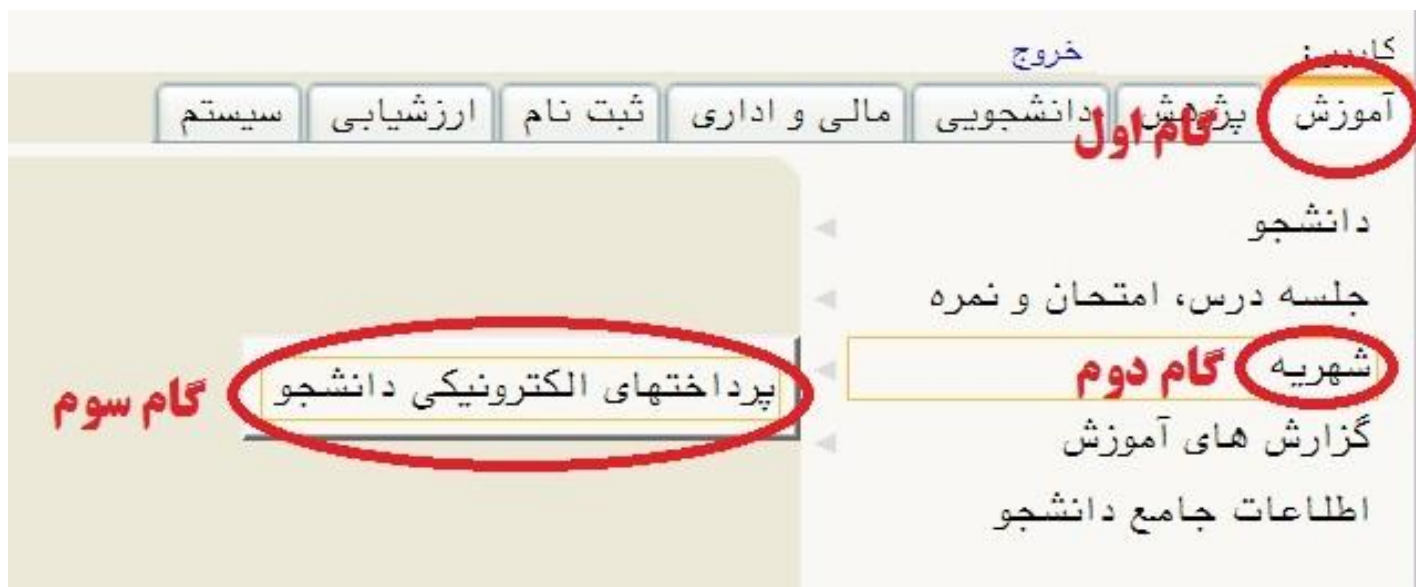 کاربر: خروج
آموزش پژوهش دانشجویی مالی و اداری ثبت نام ارزشیابی سیستم
گام اول
دانشجو
جلسه درس، امتحان و نمره
شهریه گام دوم
پرداختهای الکترونیکی دانشجو گام سوم
گزارش های آموزش
اطلاعات جامع دانشجو